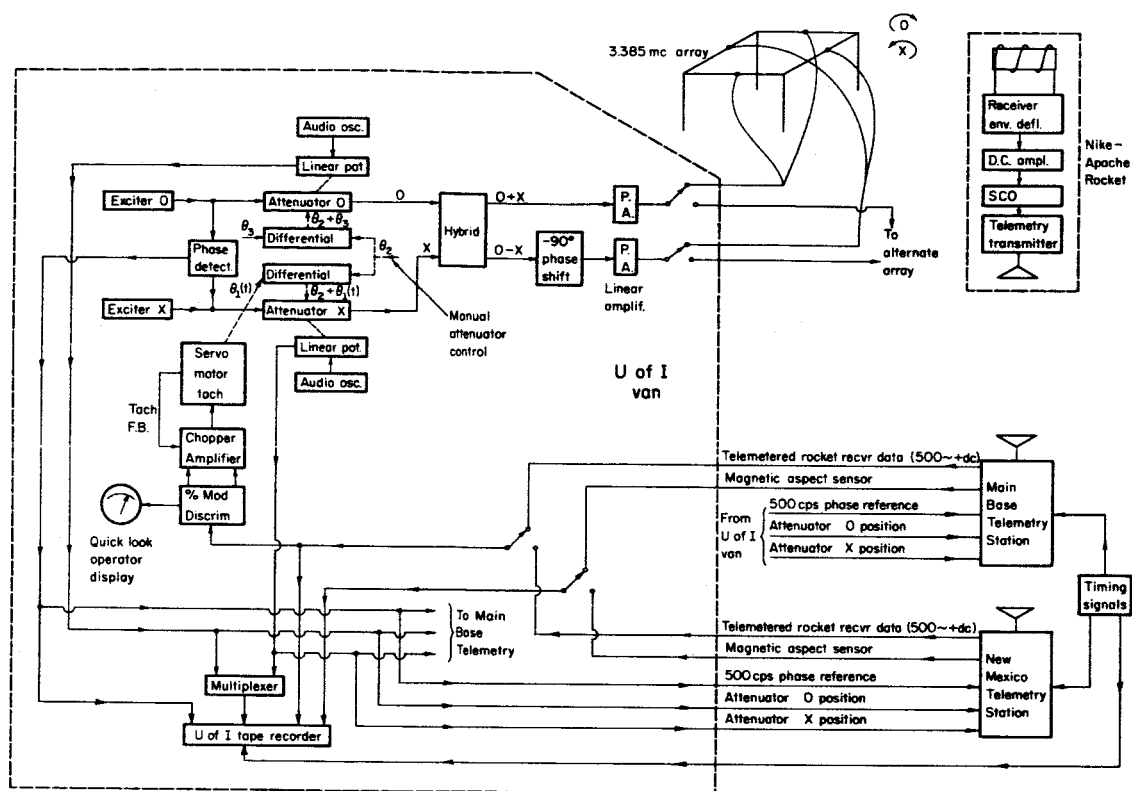 3.385 mc array
O
X
Receiver
env. defl.
D.C. ampl.
SCO
Telemetry
transmitter
Nike-
Apache
Rocket
Audio osc.
Linear pot
Exciter O
Attenuator O
O
θ₂ + θ₃
θ₃
Differential
θ₂
Phase
detect.
Differential
θ₁(t)
θ₂ + θ₁(t)
Exciter X
Attenuator X
X
Linear pot.
Audio osc.
Manual
attenuator
control
Hybrid
O+X
O-X
-90°
phase
shift
P.
A.
P.
A.
Linear
amplif.
To
alternate
array
U of I
van
Servo
motor
tach
Tach
F.B.
Chopper
Amplifier
% Mod
Discrim
Quick look
operator
display
Telemetered rocket recvr data (500~+dc)
Magnetic aspect sensor
From
U of I
van
500 cps phase reference
Attenuator O position
Attenuator X position
Main
Base
Telemetry
Station
Timing
signals
To Main
Base
Telemetry
Telemetered rocket recvr data (500~+dc)
Magnetic aspect sensor
500 cps phase reference
Attenuator O position
Attenuator X position
New
Mexico
Telemetry
Station
Multiplexer
U of I tape recorder